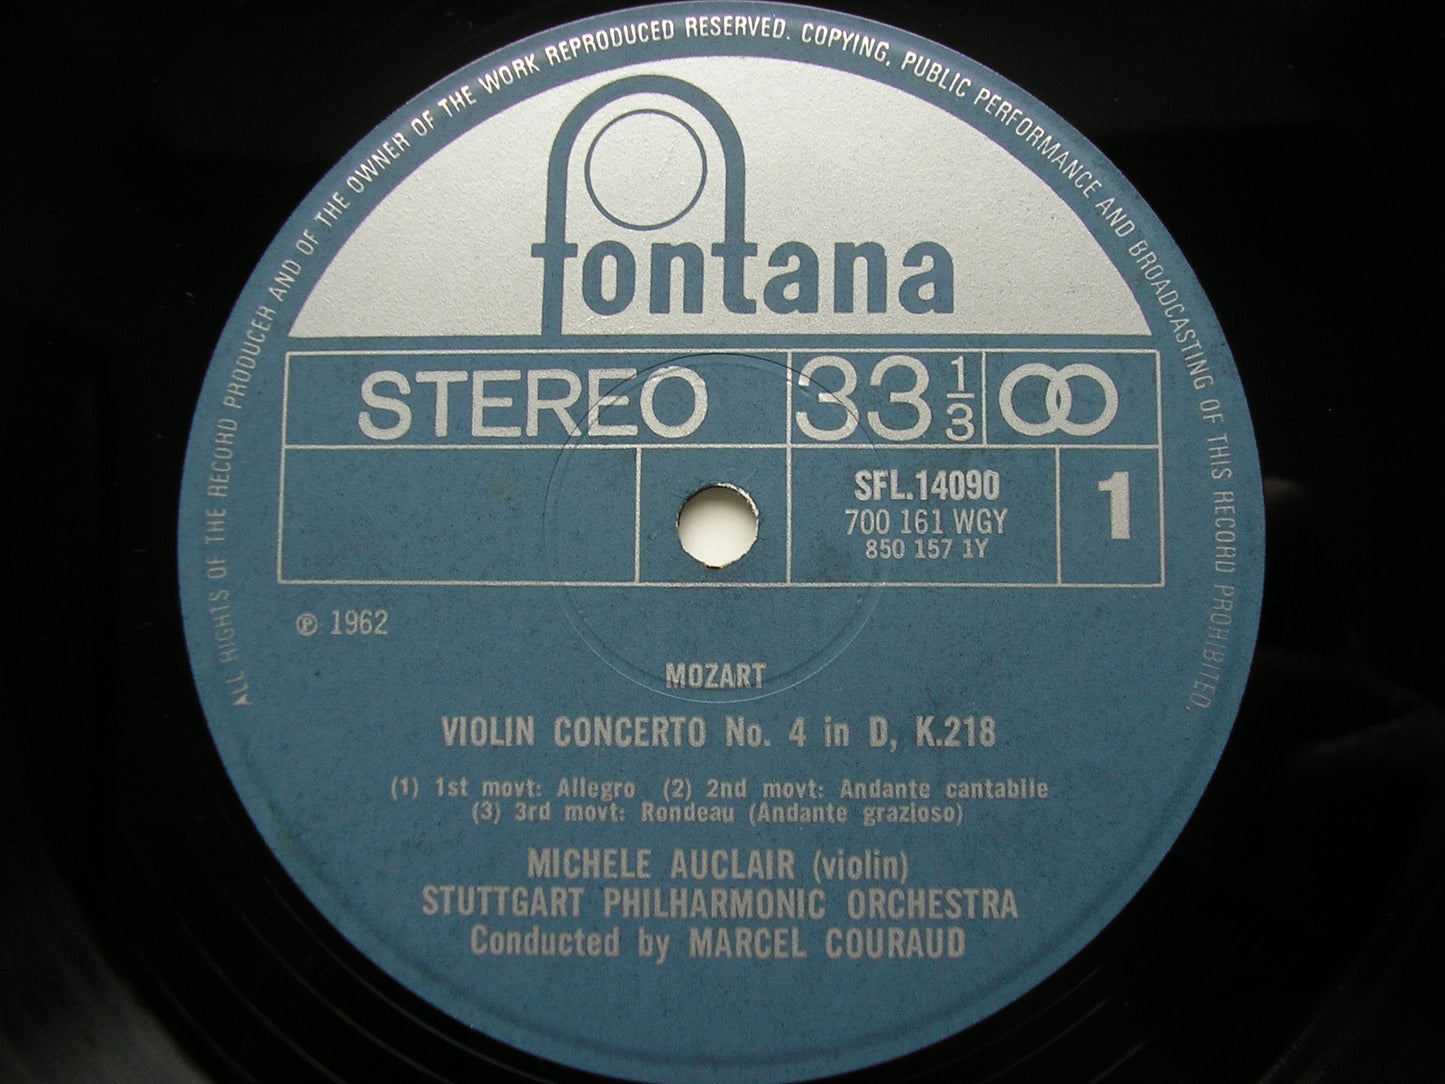 ALL RIGHTS OF THE RECORD PRODUCER AND OF THE OWNER OF THE WORK REPRODUCED RESERVED. COPYING, PUBLIC PERFORMANCE AND BROADCASTING OF THIS RECORD PROHIBITED.
fontana
STEREO 33 1/3
SFL.14090 1
700 161 WGY
850 157 1Y
℗ 1962
MOZART
VIOLIN CONCERTO No. 4 in D, K.218
(1) 1st movt: Allegro (2) 2nd movt: Andante cantabile
(3) 3rd movt: Rondeau (Andante grazioso)
MICHELE AUCLAIR (violin)
STUTTGART PHILHARMONIC ORCHESTRA
Conducted by MARCEL COURAUD